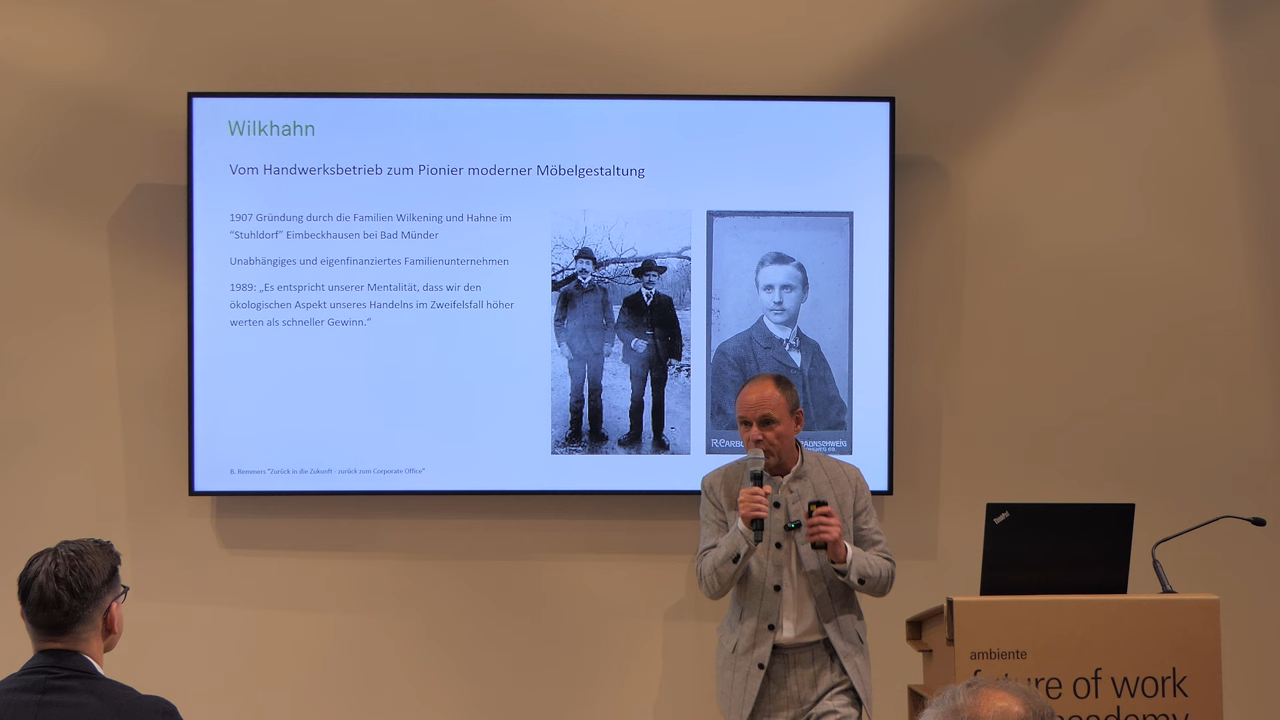 Wilkhahn
Vom Handwerksbetrieb zum Pionier moderner Möbelgestaltung
1907 Gründung durch die Familien Wilkening und Hahne im
“Stuhldorf” Eimbeckhausen bei Bad Münder
Unabhängiges und eigenfinanziertes Familienunternehmen
1989: „Es entspricht unserer Mentalität, dass wir den
ökologischen Aspekt unseres Handelns im Zweifelsfall höher
werten als schneller Gewinn.“
B. Remmers "Zurück in die Zukunft - zurück zum Corporate Office"
ThinkPad
ambiente
future of work
academy